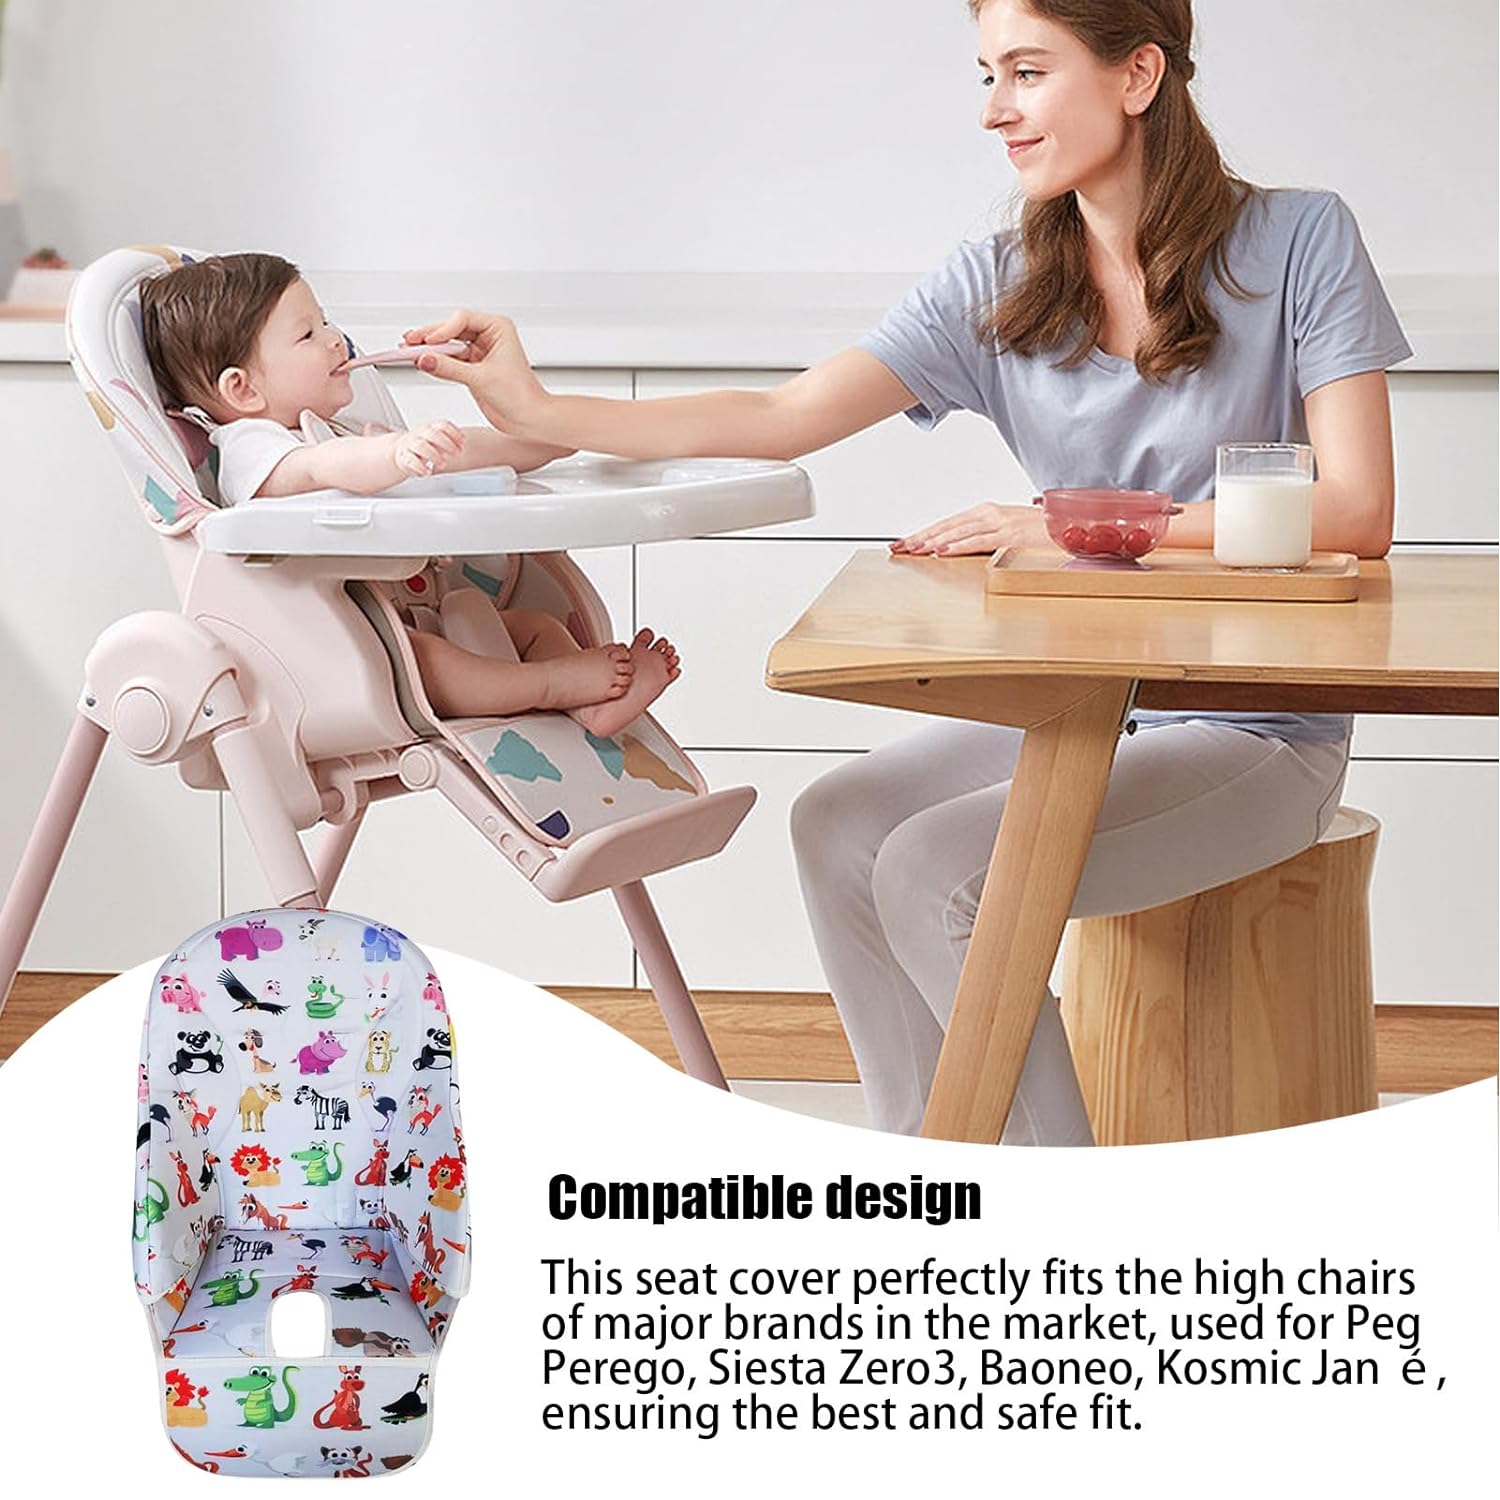 Compatible design
This seat cover perfectly fits the high chairs
of major brands in the market, used for Peg
Perego, Siesta Zero3, Baoneo, Kosmic Jan é,
ensuring the best and safe fit.